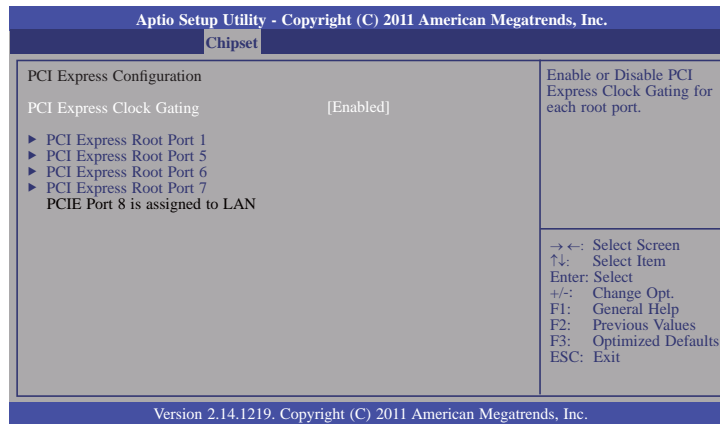 Aptio Setup Utility - Copyright (C) 2011 American Megatrends, Inc.
Chipset
PCI Express Configuration
PCI Express Clock Gating [Enabled]
► PCI Express Root Port 1
► PCI Express Root Port 5
► PCI Express Root Port 6
► PCI Express Root Port 7
PCIE Port 8 is assigned to LAN
Enable or Disable PCI
Express Clock Gating for
each root port.
→←: Select Screen
↑↓: Select Item
Enter: Select
+/-: Change Opt.
F1: General Help
F2: Previous Values
F3: Optimized Defaults
ESC: Exit
Version 2.14.1219. Copyright (C) 2011 American Megatrends, Inc.